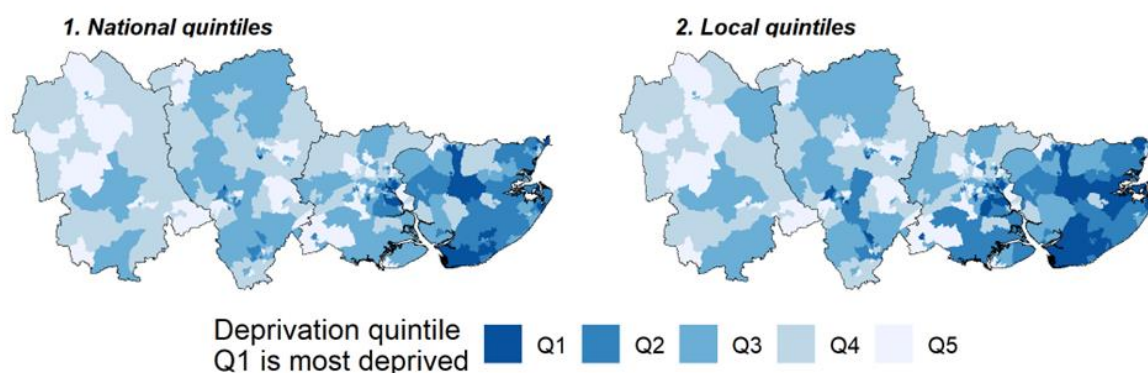 1. National quintiles
2. Local quintiles
Deprivation quintile
Q1 is most deprived
Q1
Q2
Q3
Q4
Q5